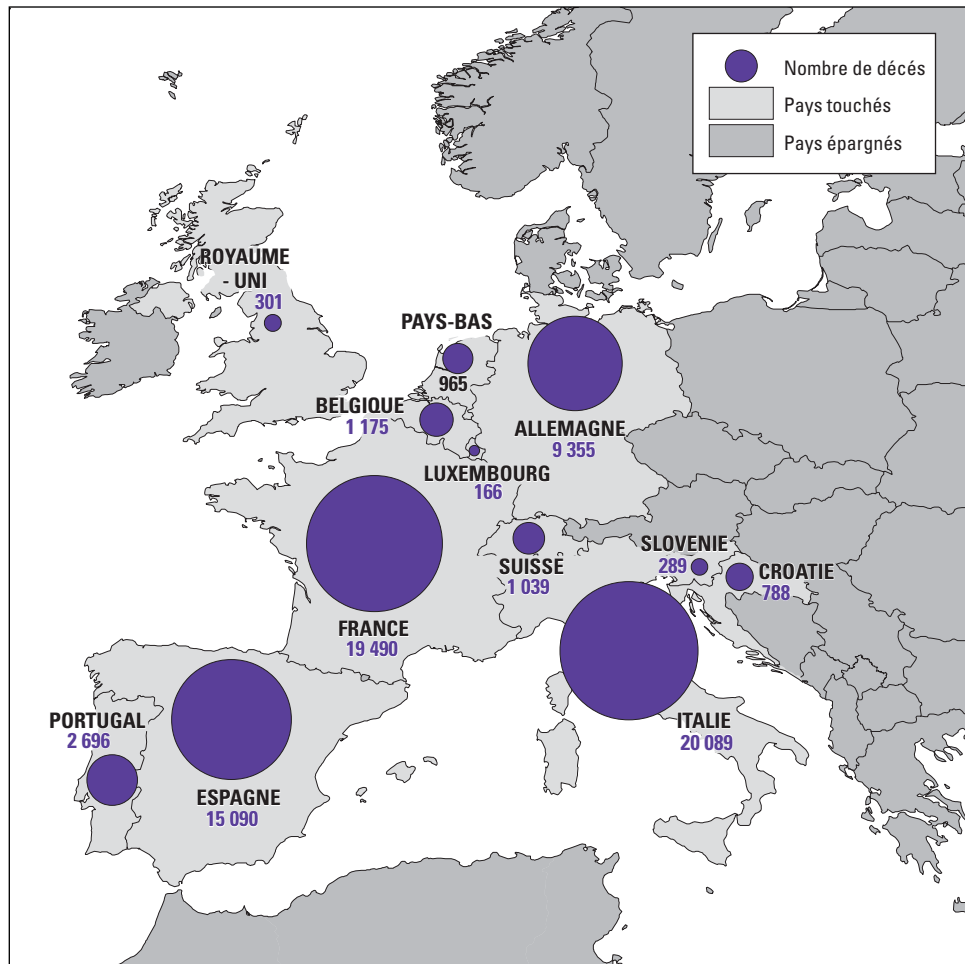 Nombre de décés
Pays touchés
Pays épargnés
ROYAUME
- UNI
301
PAYS-BAS
965
BELGIQUE
1 175
ALLEMAGNE
9 355
LUXEMBOURG
166
SUISSE
1 039
SLOVENIE
289
CROATIE
788
FRANCE
19 490
PORTUGAL
2 696
ESPAGNE
15 090
ITALIE
20 089